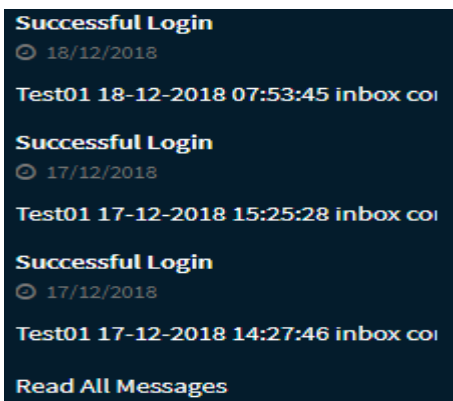 Successful Login
18/12/2018
Test01 18-12-2018 07:53:45 inbox
Successful Login
17/12/2018
Test01 17-12-2018 15:25:28 inbox
Successful Login
17/12/2018
Test01 17-12-2018 14:27:46 inbox
Read All Messages